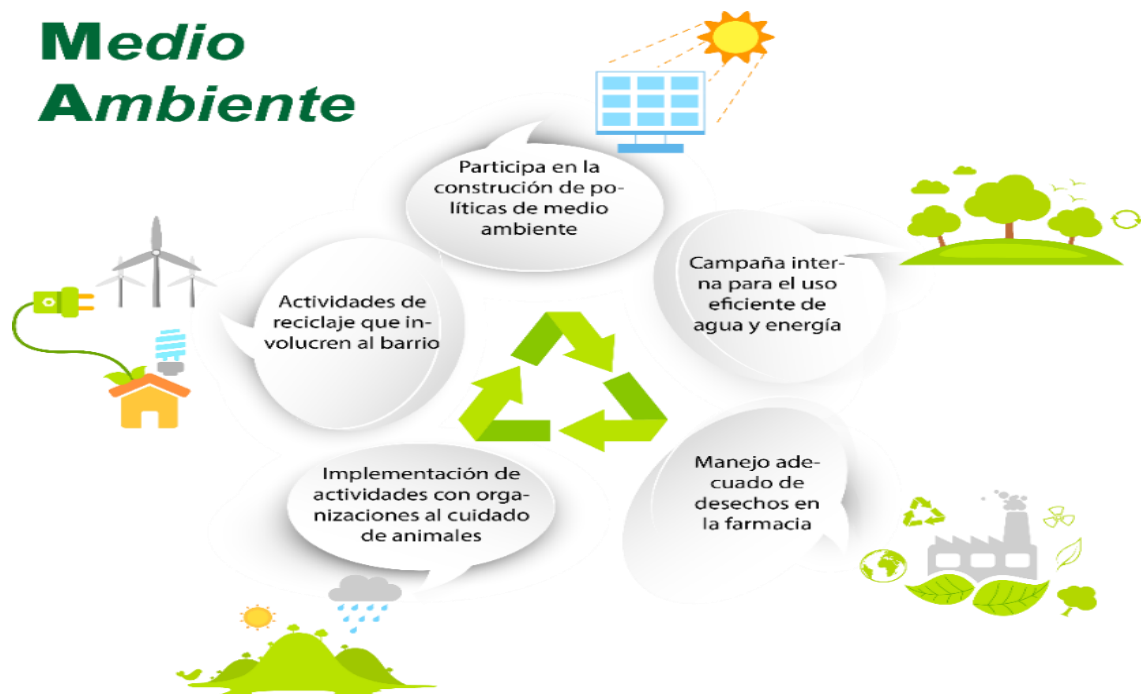 Medio
Ambiente
Participa en la
construción de po-
líticas de medio
ambiente
Campaña inter-
na para el uso
eficiente de
agua y energía
Actividades de
reciclaje que in-
volucren al barrio
Manejo ade-
cuado de
desechos en
la farmacia
Implementación de
actividades con orga-
nizaciones al cuidado
de animales